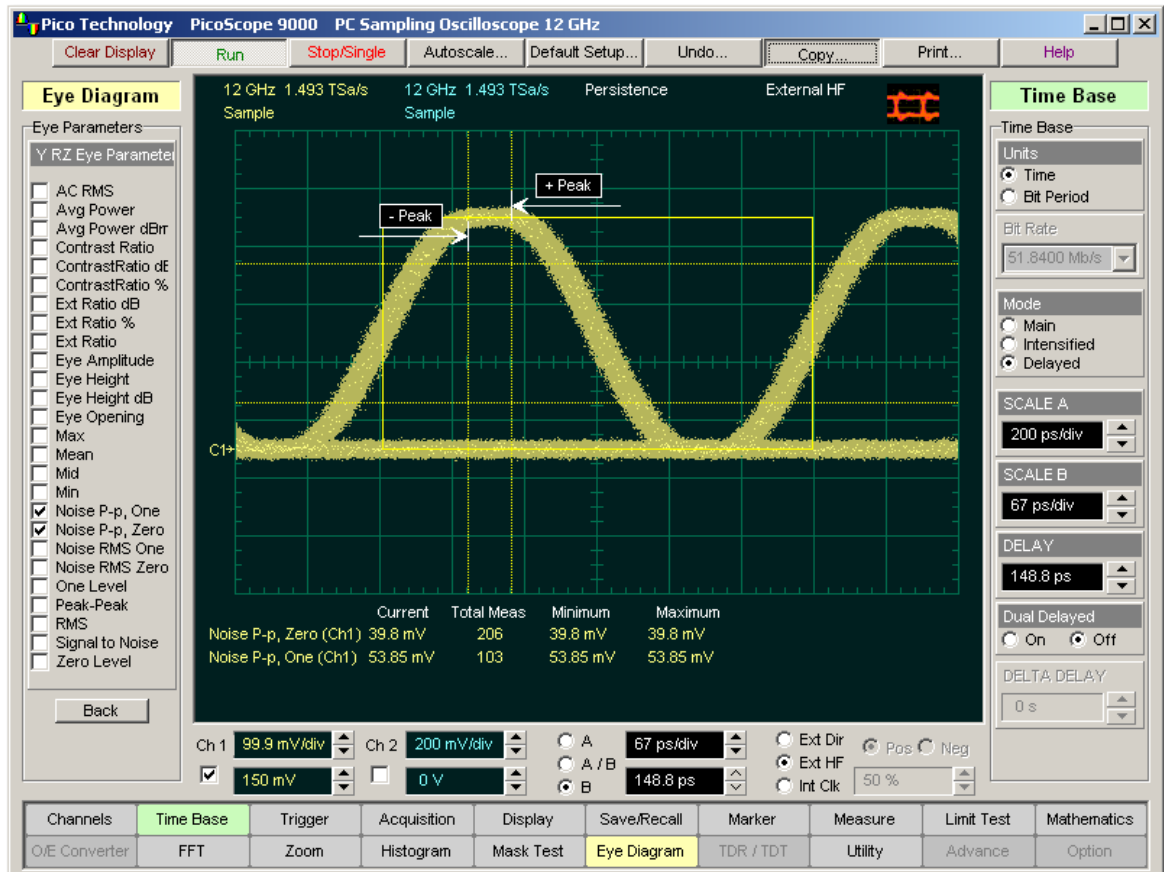 Pico Technology PicoScope 9000 PC Sampling Oscilloscope 12 GHz
Clear Display Run Stop/Single Autoscale... Default Setup... Undo... Copy... Print... Help
Eye Diagram
Eye Parameters
Y RZ Eye Parameter
AC RMS
Avg Power
Avg Power dBm
Contrast Ratio
ContrastRatio dE
ContrastRatio %
Ext Ratio dB
Ext Ratio %
Ext Ratio
Eye Amplitude
Eye Height
Eye Height dB
Eye Opening
Max
Mean
Mid
Min
Noise P-p, One
Noise P-p, Zero
Noise RMS One
Noise RMS Zero
One Level
Peak-Peak
RMS
Signal to Noise
Zero Level
Back
12 GHz 1.493 TSa/s 12 GHz 1.493 TSa/s Persistence External HF
Sample Sample
+ Peak
- Peak
C1
Current Total Meas Minimum Maximum
Noise P-p, Zero (Ch1) 39.8 mV 206 39.8 mV 39.8 mV
Noise P-p, One (Ch1) 53.85 mV 103 53.85 mV 53.85 mV
Time Base
Time Base
Units
Time
Bit Period
Bit Rate
51.8400 Mb/s
Mode
Main
Intensified
Delayed
SCALE A
200 ps/div
SCALE B
67 ps/div
DELAY
148.8 ps
Dual Delayed
On Off
DELTA DELAY
0 s
Ch 1 99.9 mV/div Ch 2 200 mV/div A 67 ps/div Ext Dir Pos Neg
A / B Ext HF
150 mV 0 V B 148.8 ps Int Clk 50 %
Channels Time Base Trigger Acquisition Display Save/Recall Marker Measure Limit Test Mathematics
O/E Converter FFT Zoom Histogram Mask Test Eye Diagram TDR / TDT Utility Advance Option